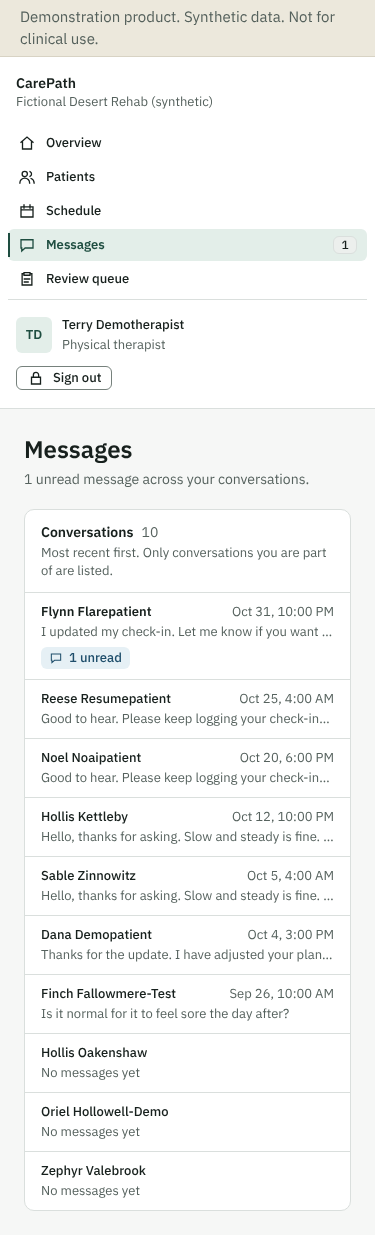 Demonstration product. Synthetic data. Not for
clinical use.
CarePath
Fictional Desert Rehab (synthetic)
Overview
Patients
Schedule
Messages 1
Review queue
TD
Terry Demotherapist
Physical therapist
Sign out
Messages
1 unread message across your conversations.
Conversations 10
Most recent first. Only conversations you are part
of are listed.
Flynn Flarepatient Oct 31, 10:00 PM
I updated my check-in. Let me know if you want ...
1 unread
Reese Resumepatient Oct 25, 4:00 AM
Good to hear. Please keep logging your check-in...
Noel Noaipatient Oct 20, 6:00 PM
Good to hear. Please keep logging your check-in...
Hollis Kettleby Oct 12, 10:00 PM
Hello, thanks for asking. Slow and steady is fine. ...
Sable Zinnowitz Oct 5, 4:00 AM
Hello, thanks for asking. Slow and steady is fine. ...
Dana Demopatient Oct 4, 3:00 PM
Thanks for the update. I have adjusted your plan...
Finch Fallowmere-Test Sep 26, 10:00 AM
Is it normal for it to feel sore the day after?
Hollis Oakenshaw
No messages yet
Oriel Hollowell-Demo
No messages yet
Zephyr Valebrook
No messages yet